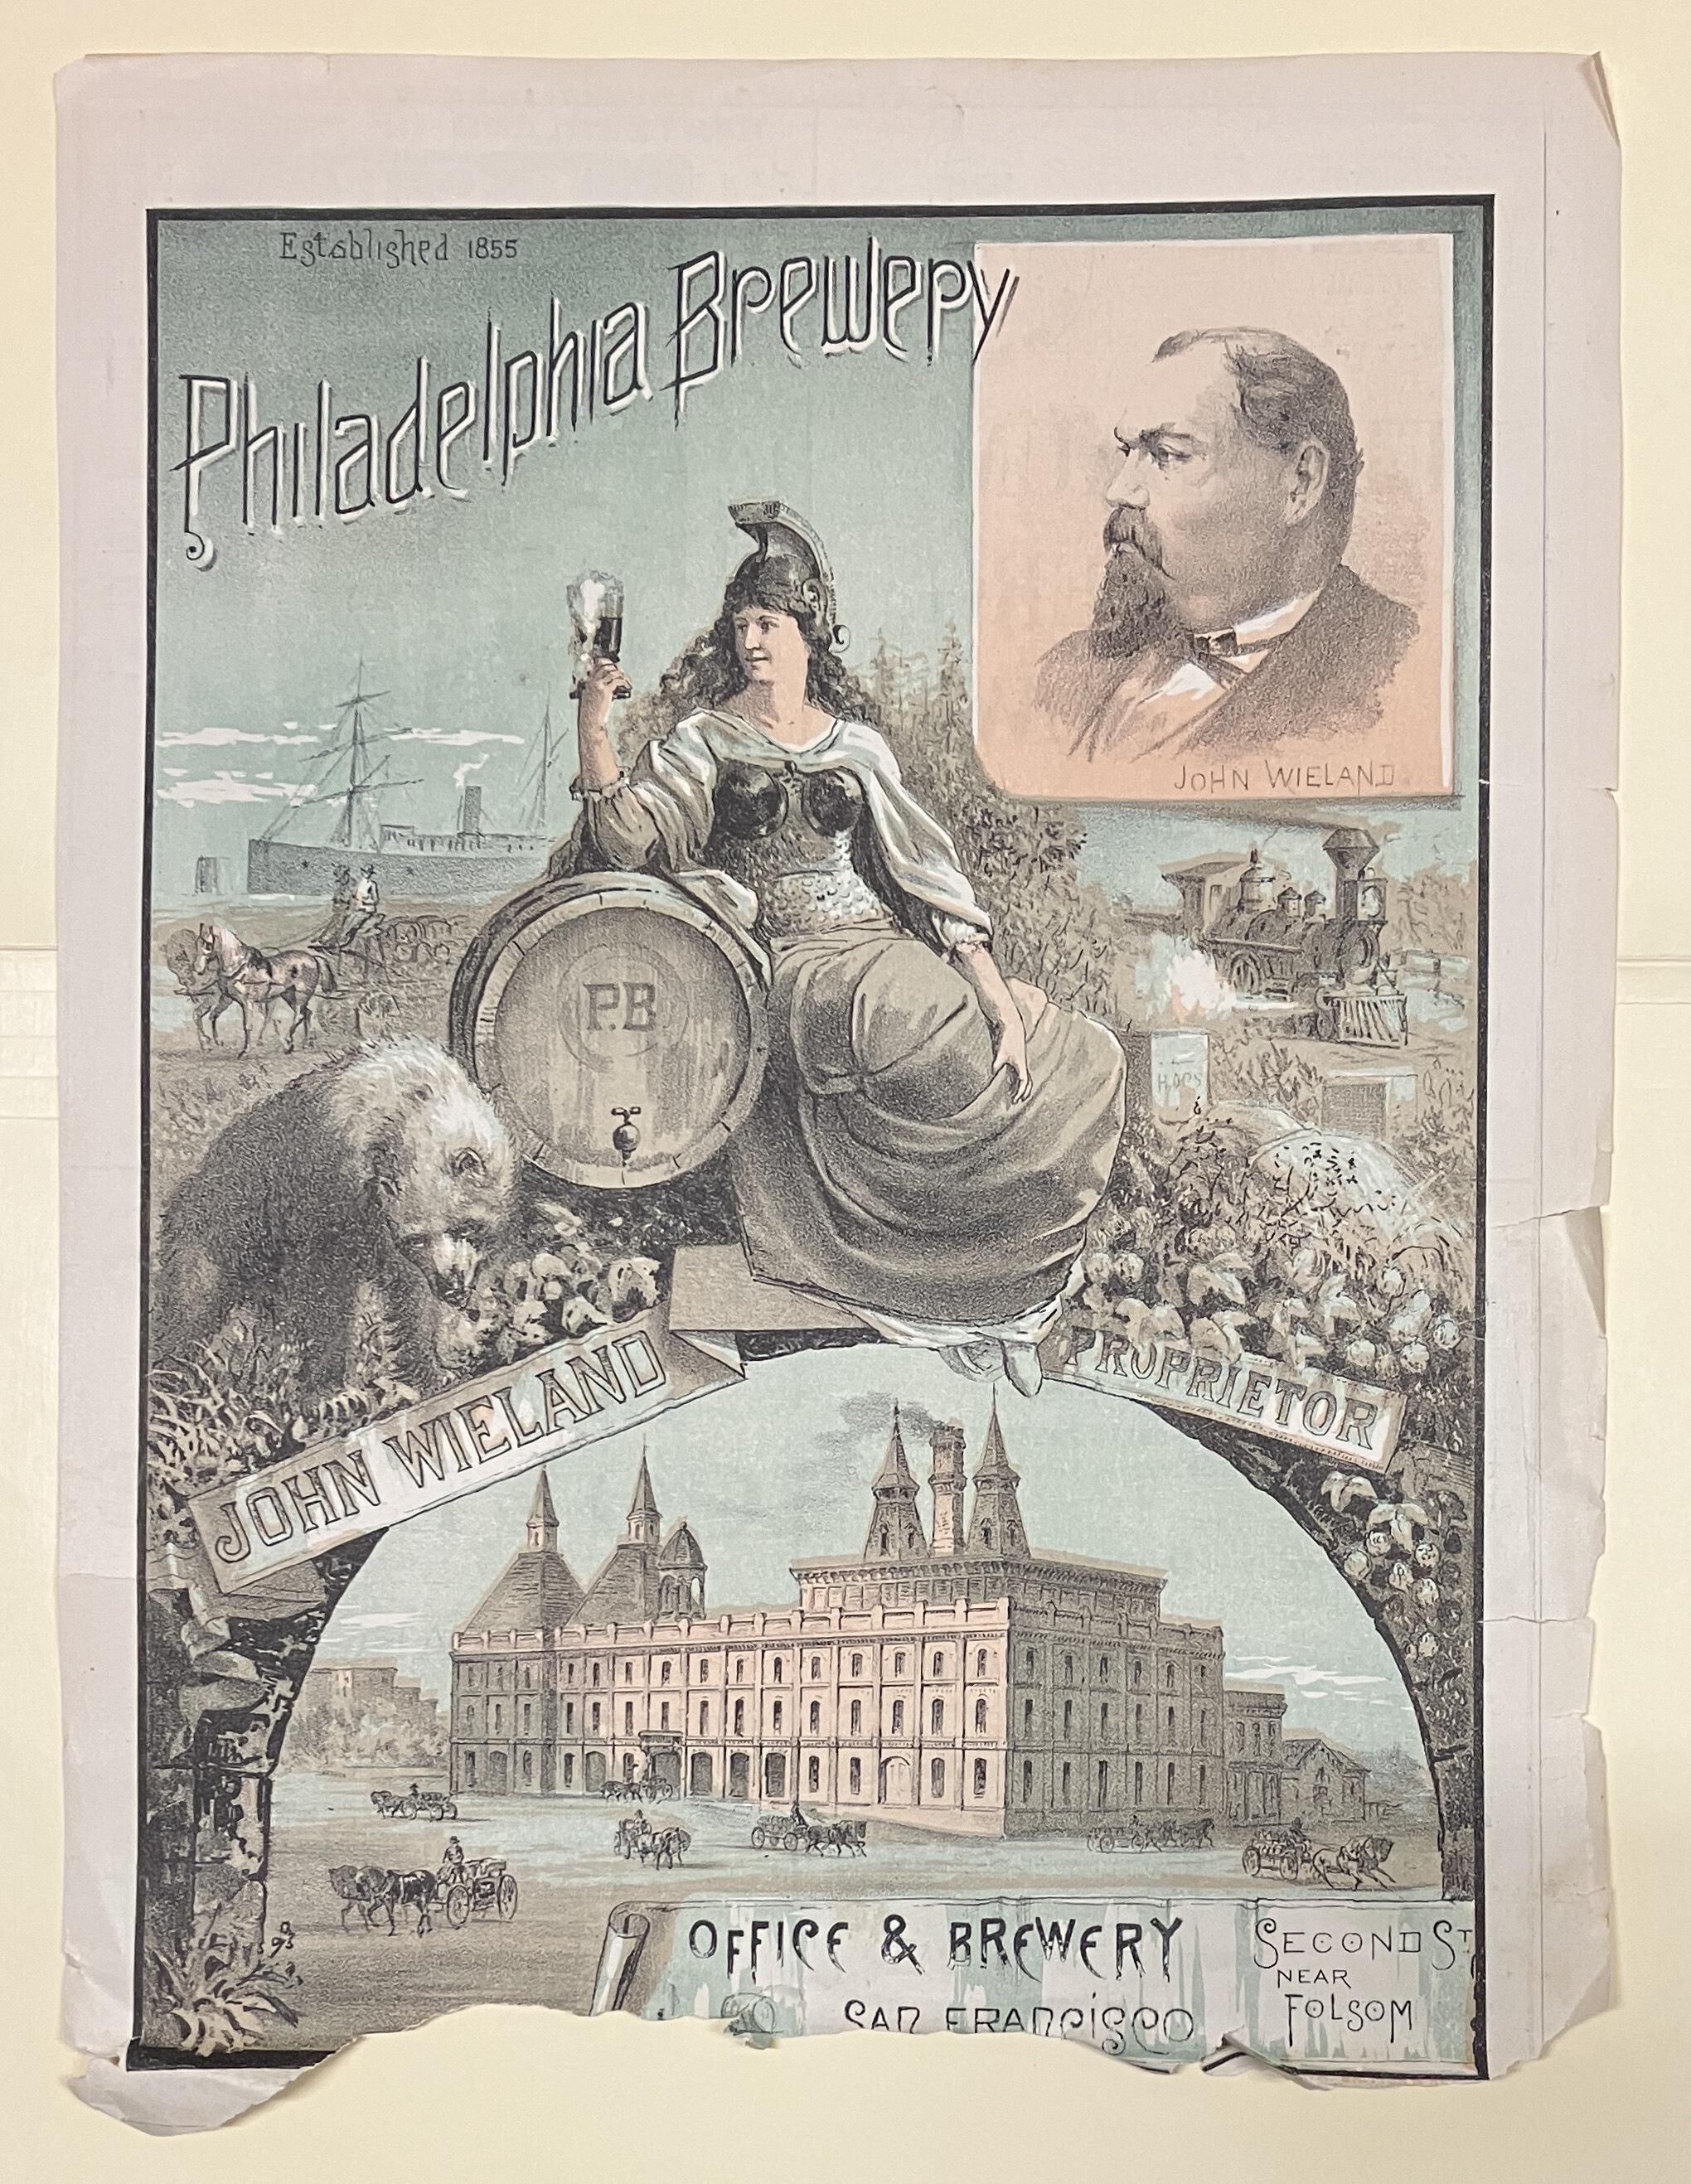 Established 1855
Philadelphia Brewery
JOHN WIELAND
P.B
HOPS
JOHN WIELAND
PROPRIETOR
OFFICE & BREWERY
SAN FRANCISCO
SECOND ST
NEAR
FOLSOM